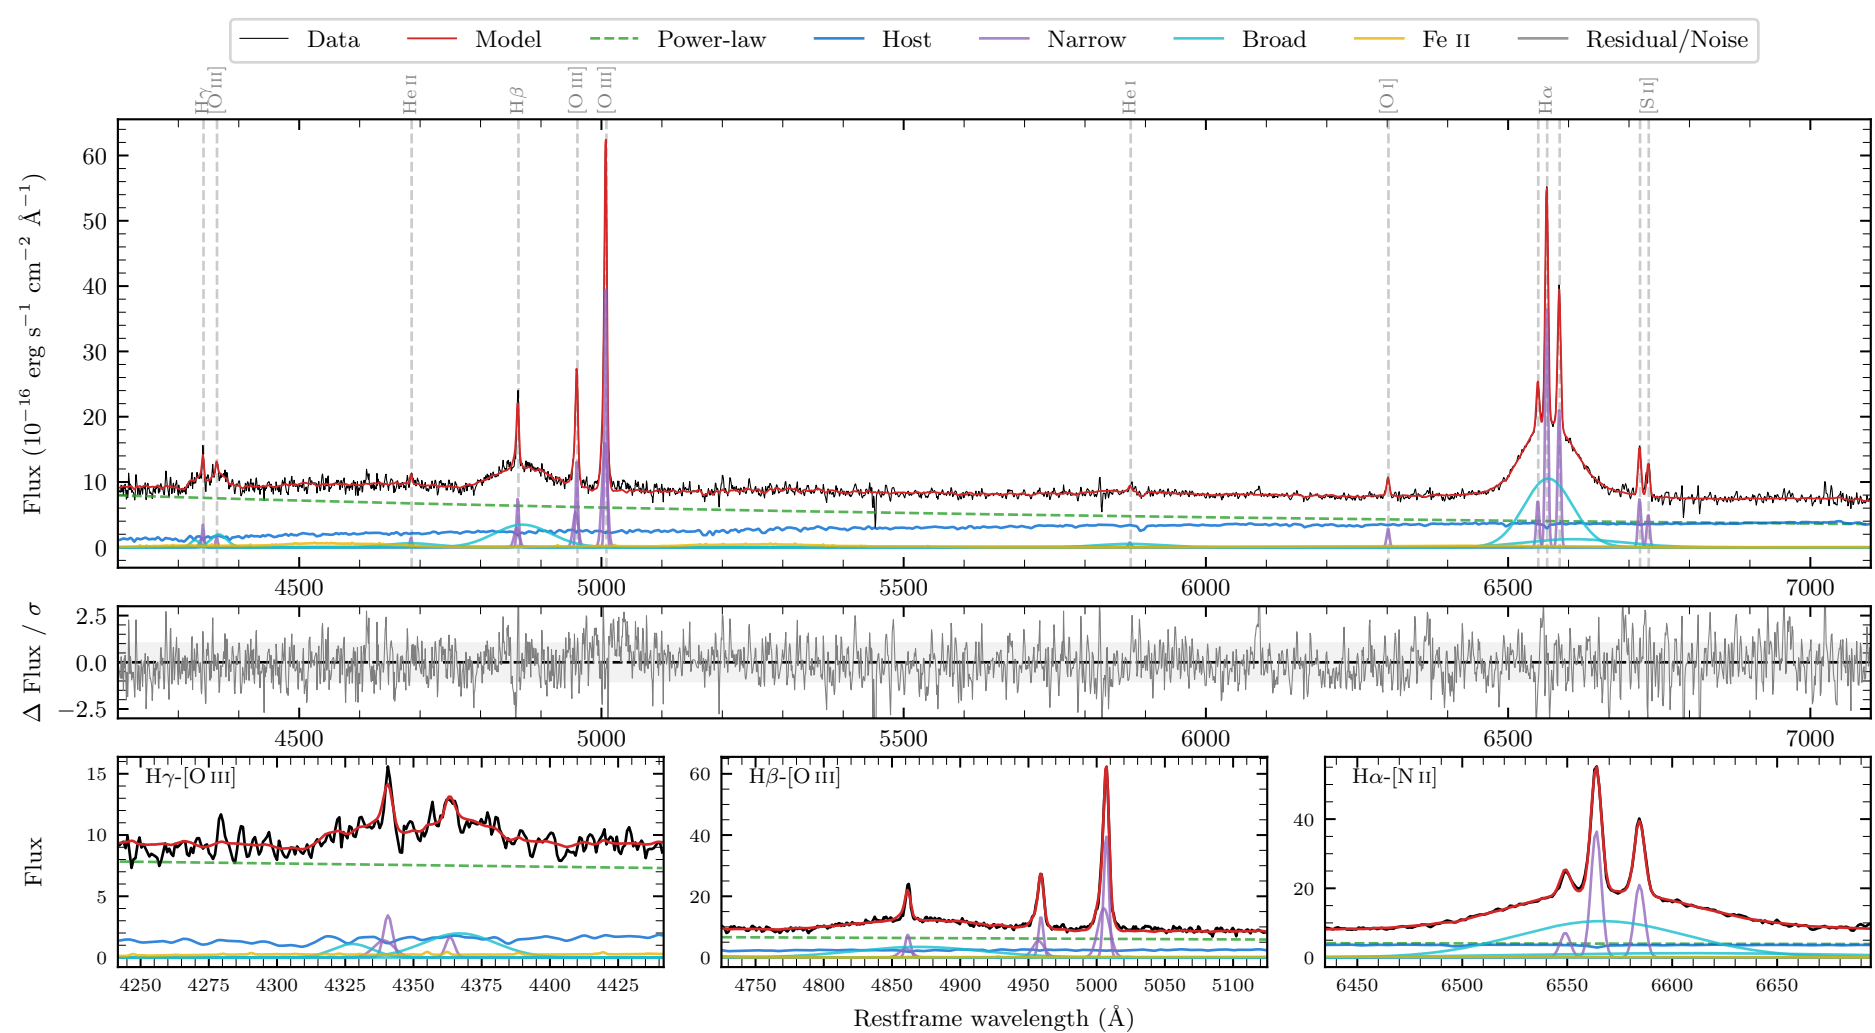 Data Model Power-law Host Narrow Broad Fe II Residual/Noise
Hγ [O III] He II Hβ [O III] [O III] He I [O I] Hα [S II]
Flux (10−16 erg s−1 cm−2 Å−1)
60
50
40
30
20
10
0
4500 5000 5500 6000 6500 7000
Δ Flux / σ
2.5
0.0
−2.5
4500 5000 5500 6000 6500 7000
Flux
Hγ-[O III]
15
10
5
0
4250 4275 4300 4325 4350 4375 4400 4425
Hβ-[O III]
60
40
20
0
4750 4800 4850 4900 4950 5000 5050 5100
Hα-[N II]
40
20
0
6450 6500 6550 6600 6650
Restframe wavelength (Å)